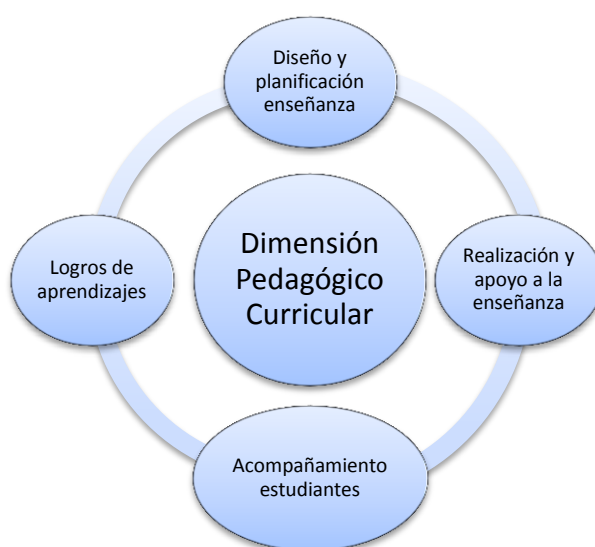 Diseño y
planificación
enseñanza
Dimensión
Pedagógico
Curricular
Realización y
apoyo a la
enseñanza
Acompañamiento
estudiantes
Logros de
aprendizajes